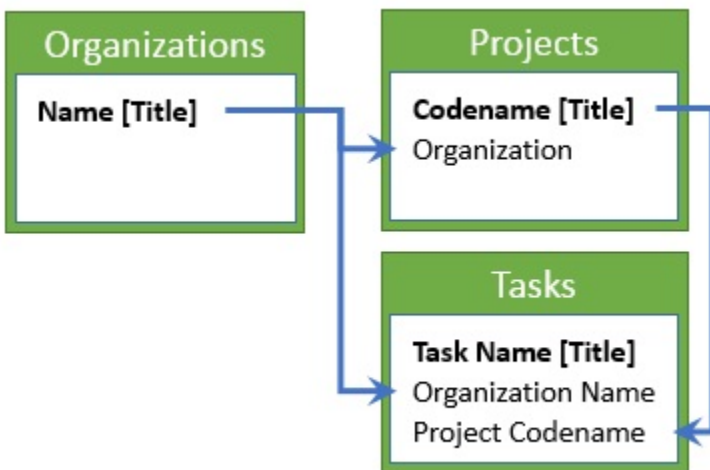 Organizations
Name [Title]
Projects
Codename [Title]
Organization
Tasks
Task Name [Title]
Organization Name
Project Codename